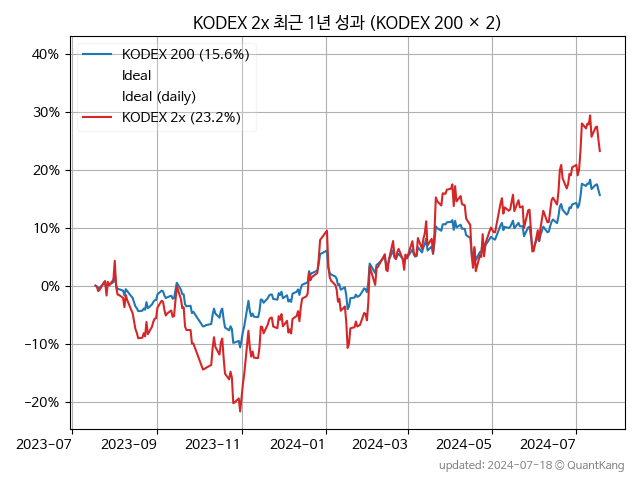 KODEX 2x 최근 1년 성과 (KODEX 200 × 2)
40%
30%
20%
10%
0%
−10%
−20%
KODEX 200 (15.6%)
Ideal
Ideal (daily)
KODEX 2x (23.2%)
2023-07
2023-09
2023-11
2024-01
2024-03
2024-05
2024-07
updated: 2024-07-18 © QuantKang